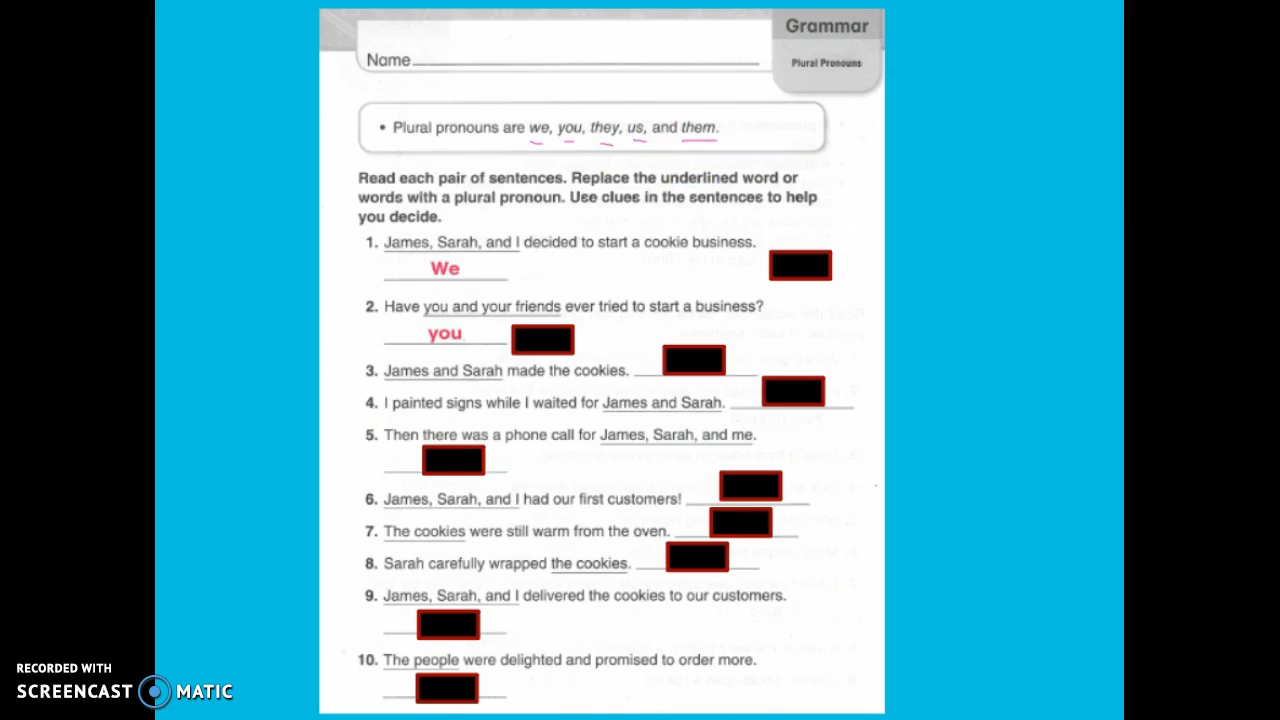 Grammar
Plural Pronouns
Name
• Plural pronouns are we, you, they, us, and them.
Read each pair of sentences. Replace the underlined word or
words with a plural pronoun. Use clues in the sentences to help
you decide.
1. James, Sarah, and I decided to start a cookie business.
We
2. Have you and your friends ever tried to start a business?
you
3. James and Sarah made the cookies.
4. I painted signs while I waited for James and Sarah.
5. Then there was a phone call for James, Sarah, and me.
6. James, Sarah, and I had our first customers!
7. The cookies were still warm from the oven.
8. Sarah carefully wrapped the cookies.
9. James, Sarah, and I delivered the cookies to our customers.
10. The people were delighted and promised to order more.
RECORDED WITH
SCREENCAST MATIC